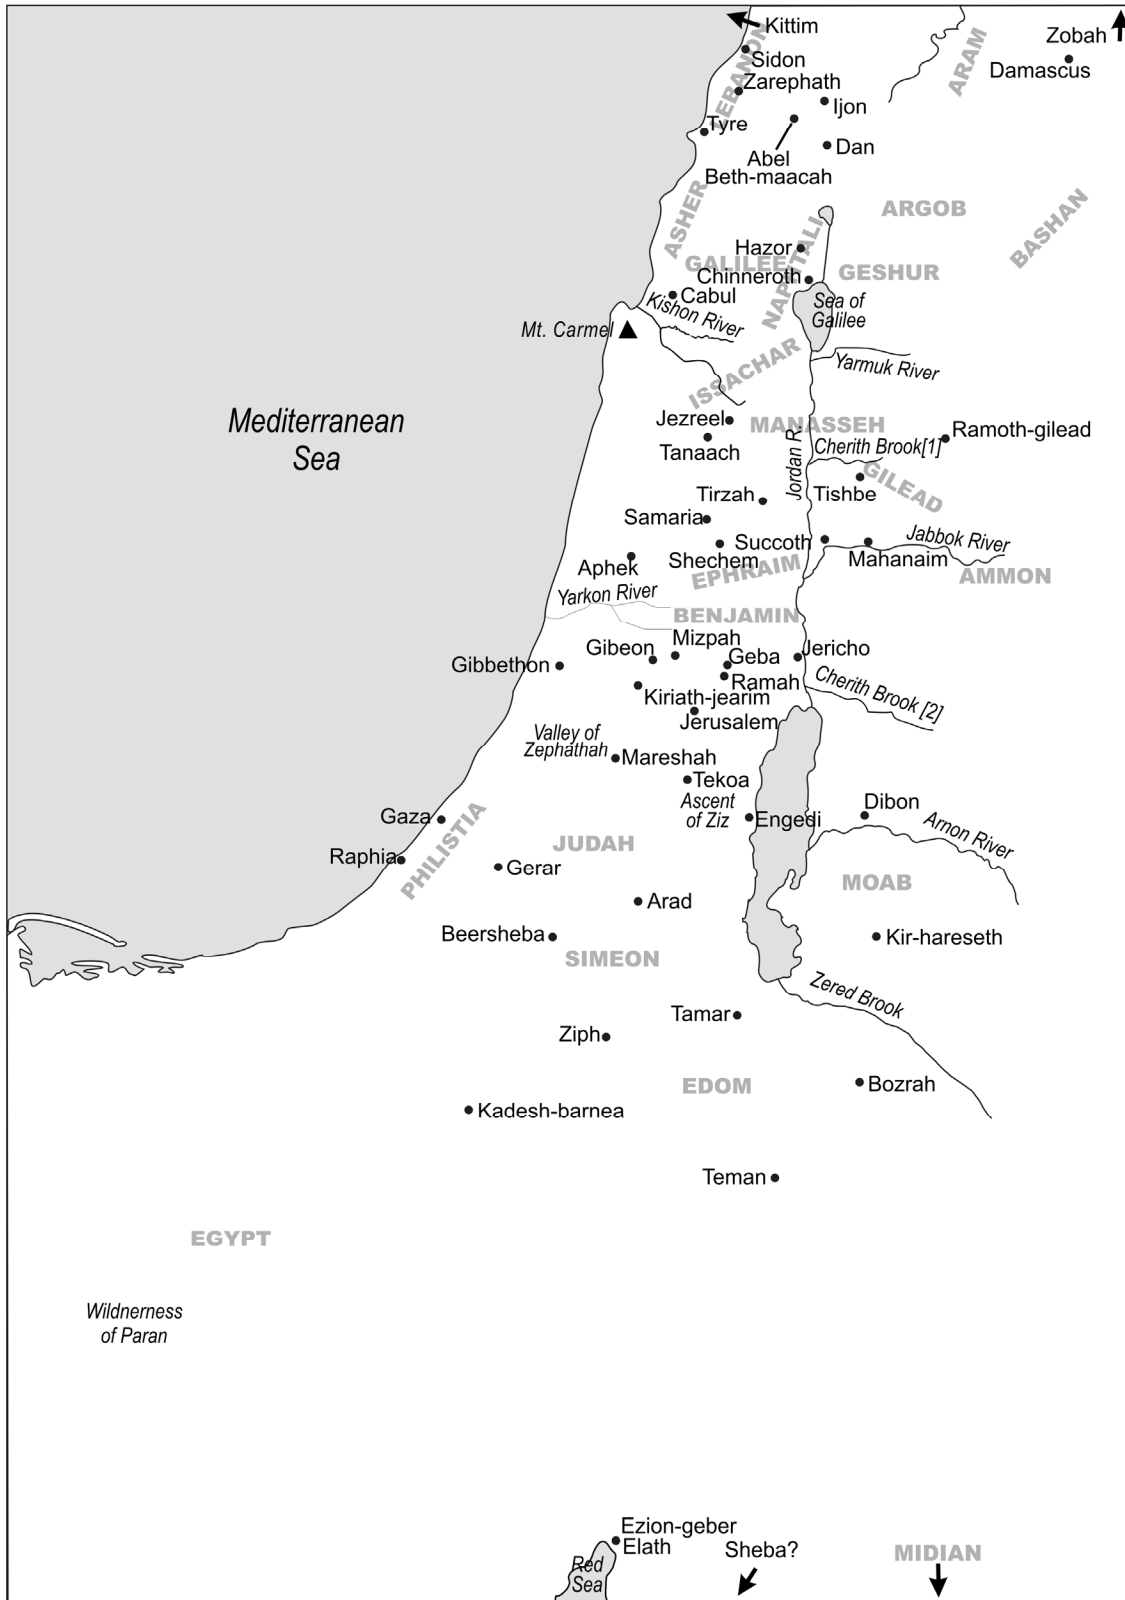 Kittim
Zobah
Sidon
LEBANON
ARAM
Damascus
Zarephath
Ijon
Tyre
Dan
Abel
Beth-maacah
ASHER
ARGOB
BASHAN
Hazor
GALILEE
NAPHTALI
GESHUR
Chinneroth
Cabul
Sea of
Galilee
Kishon River
Mt. Carmel
ISSACHAR
Yarmuk River
Mediterranean
Sea
Jezreel
MANASSEH
Ramoth-gilead
Tanaach
Jordan R.
Cherith Brook[1]
GILEAD
Tirzah
Tishbe
Samaria
Succoth
Jabbok River
Shechem
Mahanaim
Aphek
EPHRAIM
AMMON
Yarkon River
BENJAMIN
Mizpah
Gibeon
Geba
Jericho
Gibbethon
Ramah
Kiriath-jearim
Cherith Brook [2]
Jerusalem
Valley of
Zephathah
Mareshah
Tekoa
Ascent
of Ziz
Dibon
Gaza
Engedi
Arnon River
PHILISTIA
JUDAH
Raphia
Gerar
MOAB
Arad
Beersheba
Kir-hareseth
SIMEON
Zered Brook
Tamar
Ziph
EDOM
Bozrah
Kadesh-barnea
Teman
EGYPT
Wildnerness
of Paran
Ezion-geber
Elath
Sheba?
MIDIAN
Red
Sea